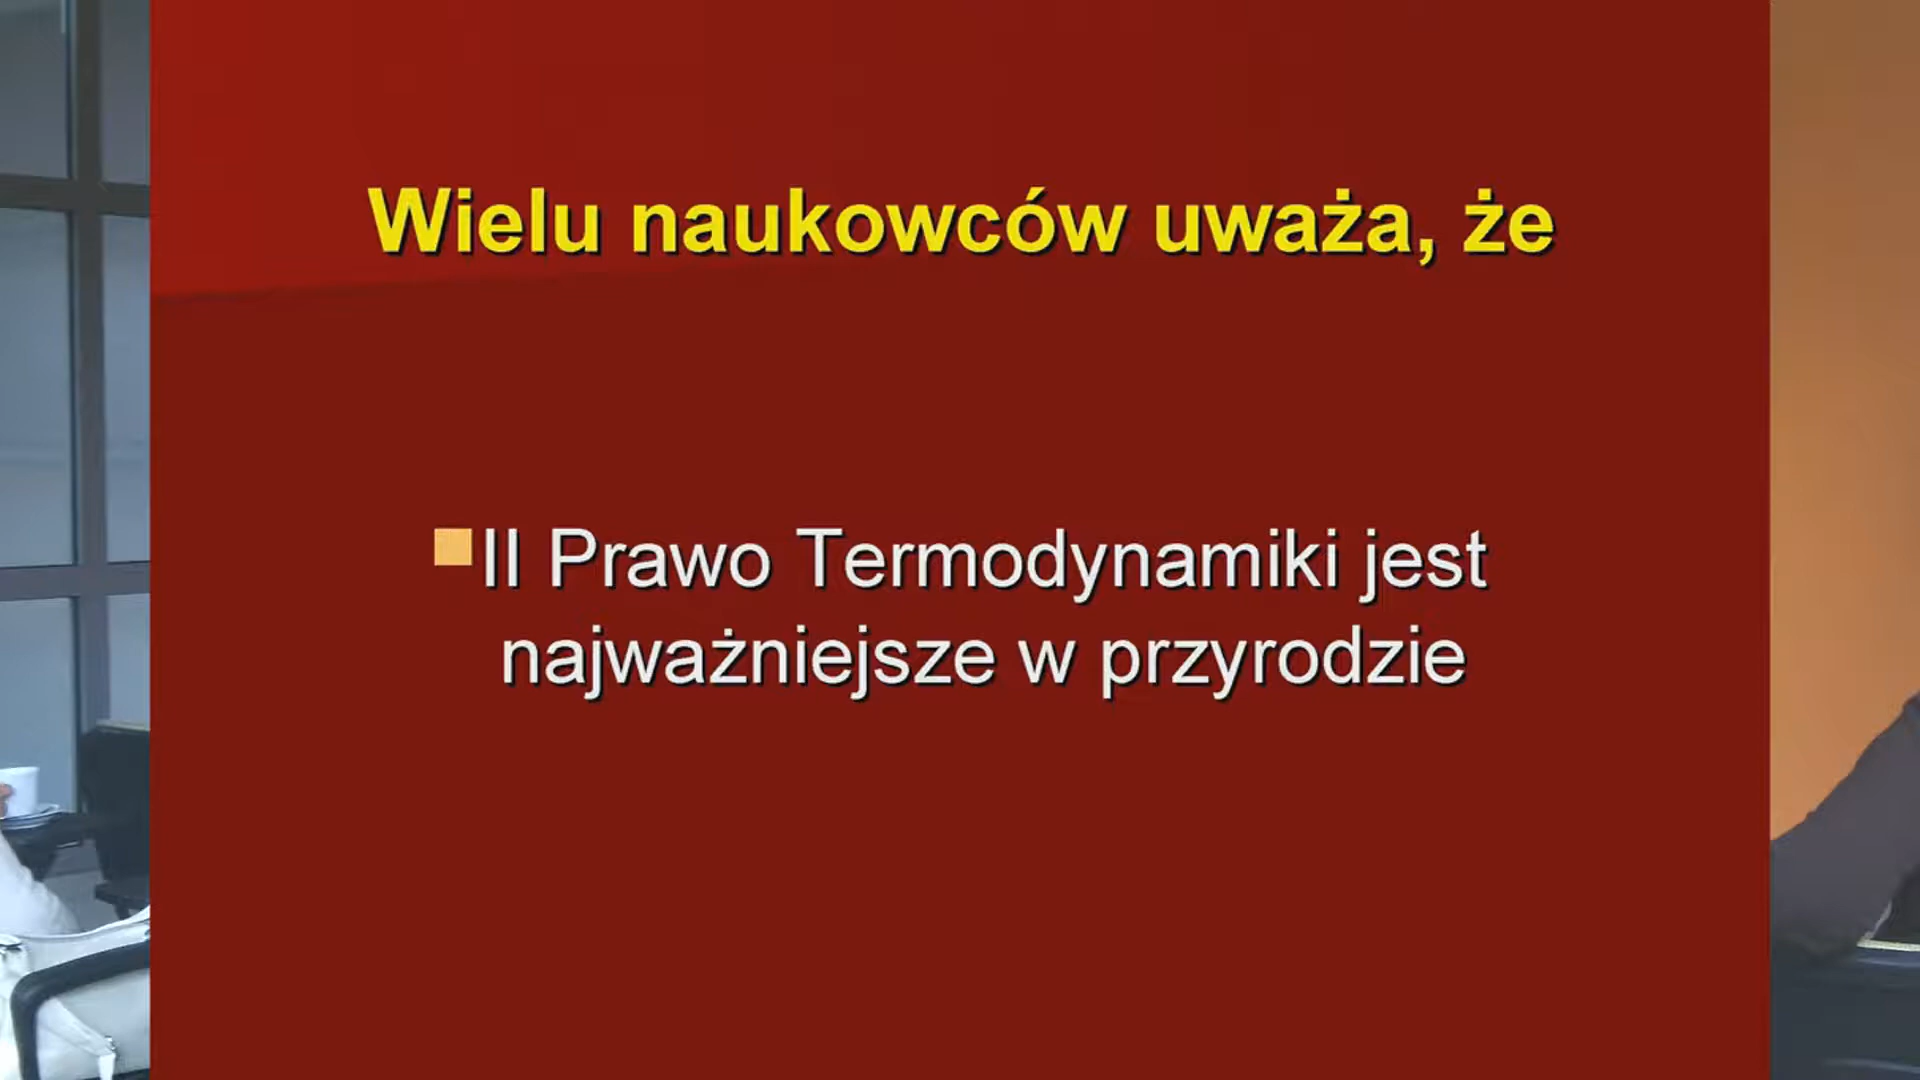 Wielu naukowców uważa, że
II Prawo Termodynamiki jest
najważniejsze w przyrodzie